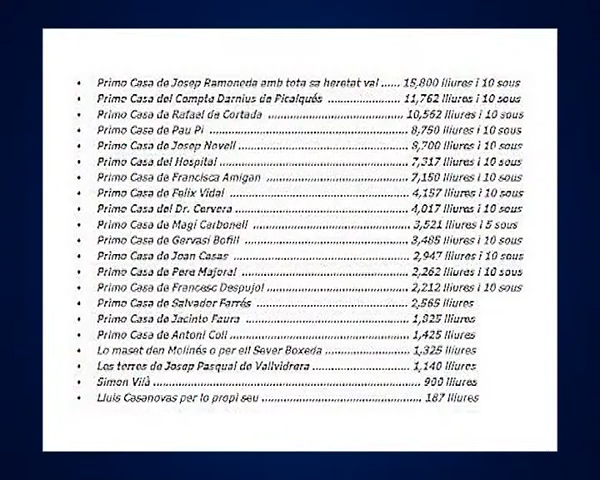 • Primo Casa de Josep Ramoneda amb tota sa heretat val ...... 15,800 lliures i 10 sous
• Primo Casa del Compte Darnius de Picalqués .................. 11,762 lliures i 10 sous
• Primo Casa de Rafael de Cortada .................................. 10,562 lliures i 10 sous
• Primo Casa de Pau Pi .................................................. 8,750 lliures i 10 sous
• Primo Casa de Josep Novell .......................................... 8,700 lliures i 10 sous
• Primo Casa del Hospital ............................................... 7,317 lliures i 10 sous
• Primo Casa de Francisca Amigan ................................... 7,150 lliures i 10 sous
• Primo Casa de Felix Vidal ............................................. 4,157 lliures i 10 sous
• Primo Casa del Dr. Cervera ........................................... 4,017 lliures i 10 sous
• Primo Casa de Magí Carbonell ....................................... 3,521 lliures i 5 sous
• Primo Casa de Gervasi Bofill ......................................... 3,485 lliures i 10 sous
• Primo Casa de Joan Casas ............................................ 2,947 lliures i 10 sous
• Primo Casa de Pere Majoral .......................................... 2,262 lliures i 10 sous
• Primo Casa de Francesc Despujol ................................... 2,212 lliures i 10 sous
• Primo Casa de Salvador Farrés ...................................... 2,565 lliures
• Primo Casa de Jacinto Faura ......................................... 1,825 lliures
• Primo Casa de Antoni Coll ............................................ 1,425 lliures
• Lo maset den Molinés o per ell Sever Boxeda .................... 1,325 lliures
• Les terres de Josep Pasqual de Vallvidrera ........................ 1,140 lliures
• Simon Vilà ................................................................. 900 lliures
• Lluis Casanovas per lo propi seu ..................................... 187 lliures